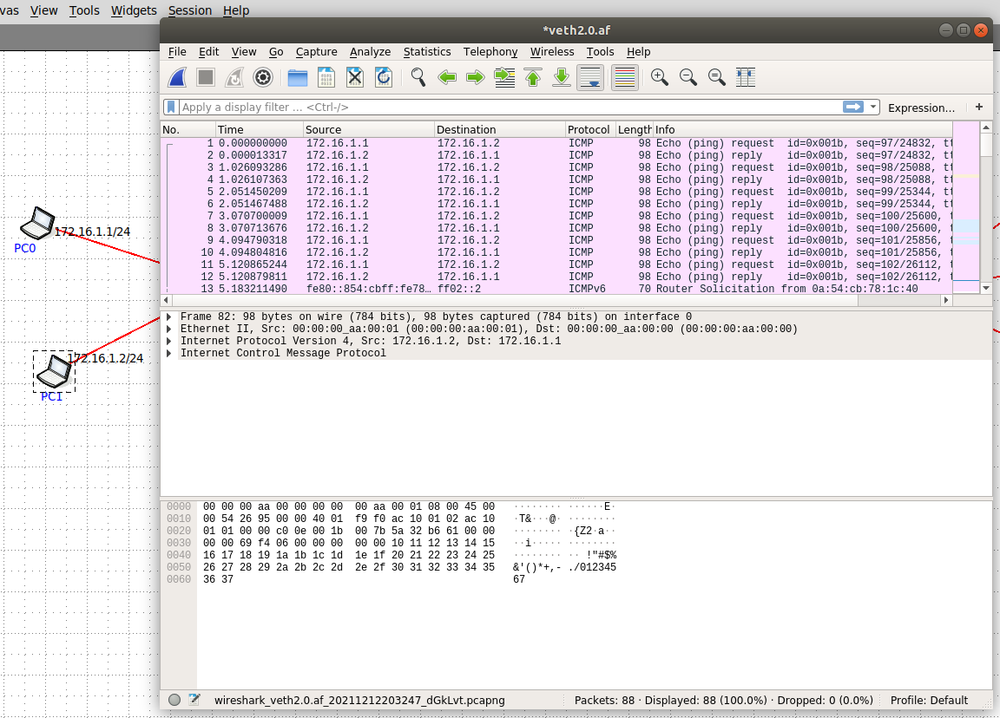 vas View Tools Widgets Session Help
*veth2.0.af
File Edit View Go Capture Analyze Statistics Telephony Wireless Tools Help
Apply a display filter ... <Ctrl-/> Expression... +
No. Time Source Destination Protocol Length Info
1 0.000000000 172.16.1.1 172.16.1.2 ICMP 98 Echo (ping) request id=0x001b, seq=97/24832, tt
2 0.000013317 172.16.1.2 172.16.1.1 ICMP 98 Echo (ping) reply id=0x001b, seq=97/24832, tt
3 1.026093286 172.16.1.1 172.16.1.2 ICMP 98 Echo (ping) request id=0x001b, seq=98/25088, tt
4 1.026107363 172.16.1.2 172.16.1.1 ICMP 98 Echo (ping) reply id=0x001b, seq=98/25088, tt
5 2.051450209 172.16.1.1 172.16.1.2 ICMP 98 Echo (ping) request id=0x001b, seq=99/25344, tt
6 2.051467488 172.16.1.2 172.16.1.1 ICMP 98 Echo (ping) reply id=0x001b, seq=99/25344, tt
7 3.070700009 172.16.1.1 172.16.1.2 ICMP 98 Echo (ping) request id=0x001b, seq=100/25600, t
8 3.070713676 172.16.1.2 172.16.1.1 ICMP 98 Echo (ping) reply id=0x001b, seq=100/25600, t
9 4.094790318 172.16.1.1 172.16.1.2 ICMP 98 Echo (ping) request id=0x001b, seq=101/25856, t
10 4.094804816 172.16.1.2 172.16.1.1 ICMP 98 Echo (ping) reply id=0x001b, seq=101/25856, t
11 5.120865244 172.16.1.1 172.16.1.2 ICMP 98 Echo (ping) request id=0x001b, seq=102/26112, t
12 5.120879811 172.16.1.2 172.16.1.1 ICMP 98 Echo (ping) reply id=0x001b, seq=102/26112, t
13 5.183211490 fe80::854:cbff:fe78… ff02::2 ICMPv6 70 Router Solicitation from 0a:54:cb:78:1c:40
172.16.1.1/24
PC0
172.16.1.2/24
PC1
Frame 82: 98 bytes on wire (784 bits), 98 bytes captured (784 bits) on interface 0
Ethernet II, Src: 00:00:00_aa:00:01 (00:00:00:aa:00:01), Dst: 00:00:00_aa:00:00 (00:00:00:aa:00:00)
Internet Protocol Version 4, Src: 172.16.1.2, Dst: 172.16.1.1
Internet Control Message Protocol
0000 00 00 00 aa 00 00 00 00 00 aa 00 01 08 00 45 00 ········ ······E·
0010 00 54 26 95 00 00 40 01 f9 f0 ac 10 01 02 ac 10 ·T&···@· ········
0020 01 01 00 00 c0 0e 00 1b 00 7b 5a 32 b6 61 00 00 ········ ·{Z2·a··
0030 00 00 69 f4 06 00 00 00 00 00 10 11 12 13 14 15 ··i····· ········
0040 16 17 18 19 1a 1b 1c 1d 1e 1f 20 21 22 23 24 25 ········ ·· !"#$%
0050 26 27 28 29 2a 2b 2c 2d 2e 2f 30 31 32 33 34 35 &'()*+,- ./012345
0060 36 37 67
wireshark_veth2.0.af_20211212203247_dGkLvt.pcapng Packets: 88 · Displayed: 88 (100.0%) · Dropped: 0 (0.0%) Profile: Default